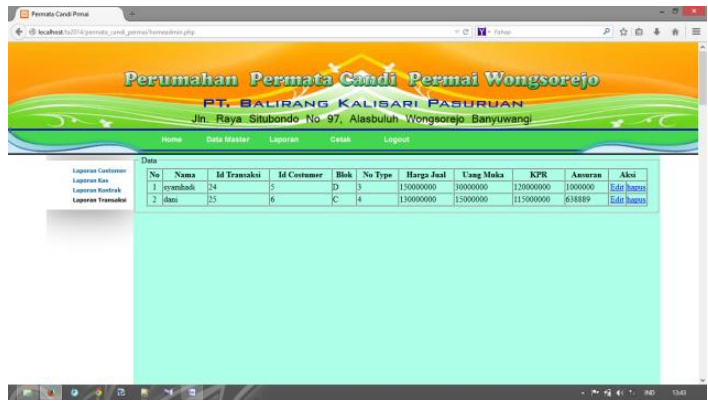 Permata Candi Prmai
localhost/ta2014/permata_candi_permai/homeadmin.php
Yahoo
Perumahan Permata Candi Permai Wongsorejo
PT. BALIRANG KALISARI PASURUAN
Jln. Raya Situbondo No 97, Alasbuluh Wongsorejo Banyuwangi
Home Data Master Laporan Cetak Logout
Laporan Customer
Laporan Kas
Laporan Kontrak
Laporan Transaksi
Data
No Nama Id Transaksi Id Costumer Blok No Type Harga Jual Uang Muka KPR Ansuran Aksi
1 syamhadi 24 5 D 3 150000000 30000000 120000000 1000000 Edit hapus
2 dani 25 6 C 4 130000000 15000000 115000000 638889 Edit hapus
IND 13:43